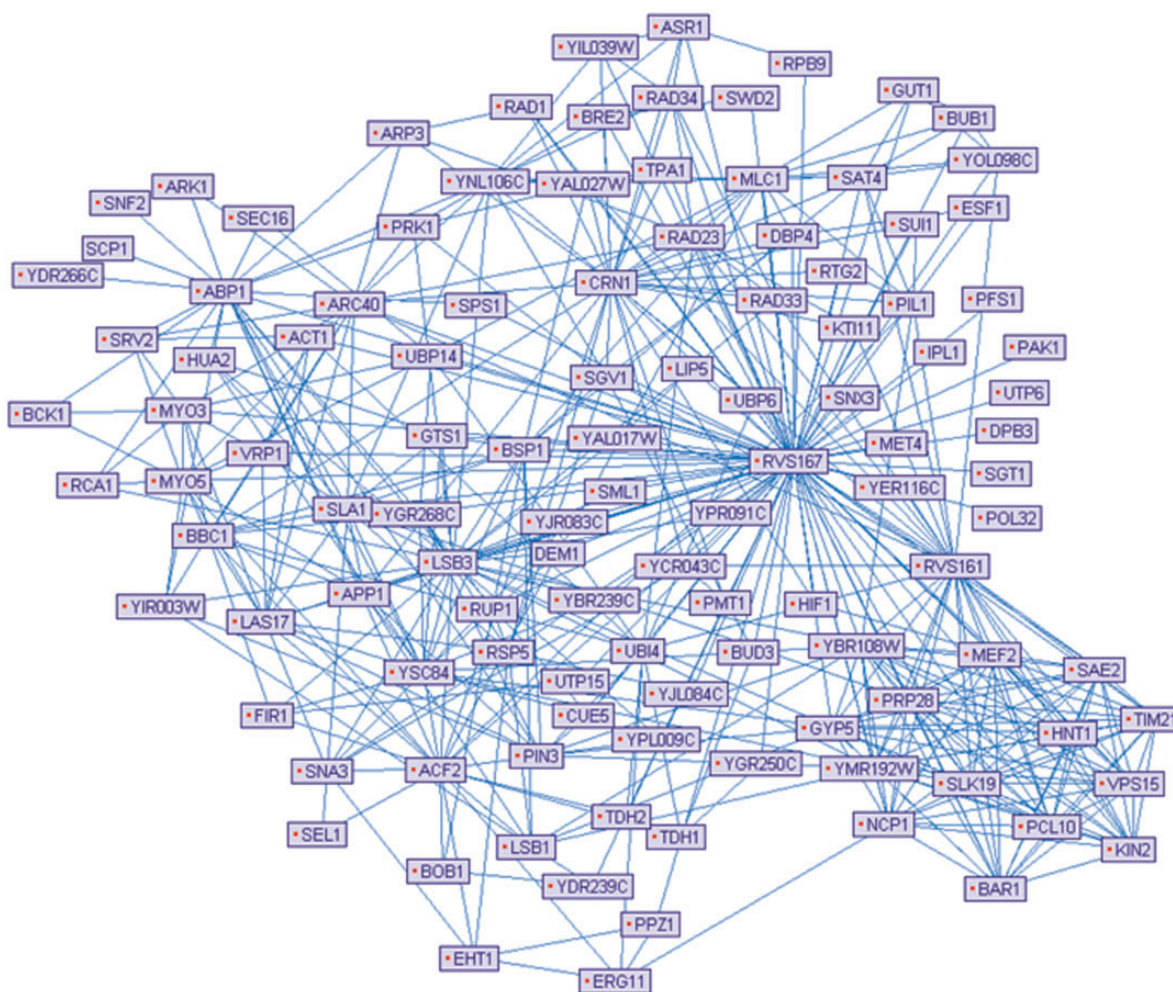 ASR1
YIL039W
RPB9
GUT1
RAD34
SWD2
RAD1
BRE2
BUB1
ARP3
YOL098C
TPA1
MLC1
SAT4
YNL106C
YAL027W
ARK1
SNF2
SEC16
ESF1
PRK1
SUI1
RAD23
DBP4
SCP1
YDR266C
RTG2
CRN1
ABP1
ARC40
SPS1
RAD33
PIL1
PFS1
KTI11
SRV2
ACT1
PAK1
HUA2
UBP14
IPL1
LIP5
SGV1
UTP6
UBP6
SNX3
BCK1
MYO3
DPB3
GTS1
YAL017W
MET4
BSP1
VRP1
RVS167
SGT1
RCA1
MYO5
YER116C
SML1
SLA1
YGR268C
YPR091C
POL32
YJR083C
BBC1
DEM1
LSB3
YCR043C
RVS161
APP1
YBR239C
PMT1
HIF1
YIR003W
RUP1
LAS17
RSP5
UBI4
BUD3
YBR108W
MEF2
YSC84
SAE2
UTP15
YJL084C
PRP28
FIR1
CUE5
TIM21
GYP5
HNT1
YPL009C
PIN3
SNA3
ACF2
YGR250C
YMR192W
SLK19
VPS15
TDH2
NCP1
PCL10
SEL1
TDH1
LSB1
KIN2
BOB1
YDR239C
BAR1
PPZ1
EHT1
ERG11